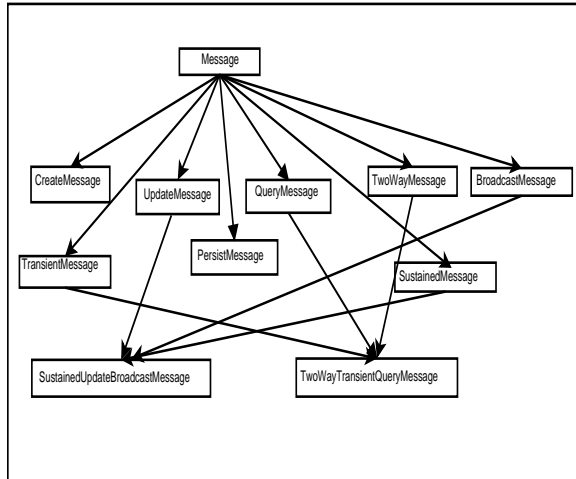 Message
CreateMessage
UpdateMessage
QueryMessage
TwoWayMessage
BroadcastMessage
TransientMessage
PersistMessage
SustainedMessage
SustainedUpdateBroadcastMessage
TwoWayTransientQueryMessage